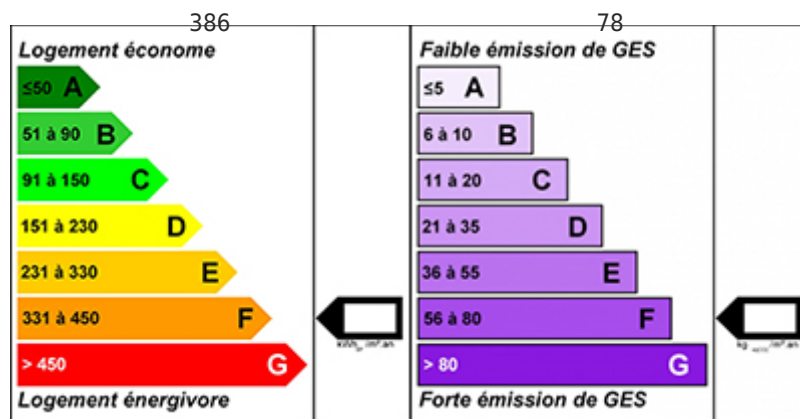 386
Logement économe
≤50 A
51 à 90 B
91 à 150 C
151 à 230 D
231 à 330 E
331 à 450 F
> 450 G
Logement énergivore
78
Faible émission de GES
≤5 A
6 à 10 B
11 à 20 C
21 à 35 D
36 à 55 E
56 à 80 F
> 80 G
Forte émission de GES